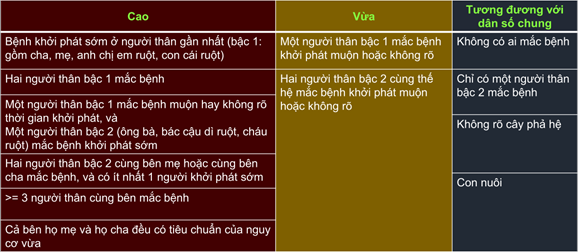 Cao
Vừa
Tương đương với
dân số chung
Bệnh khởi phát sớm ở người thân gần nhất (bậc 1:
gồm cha, mẹ, anh chị em ruột, con cái ruột)
Một người thân bậc 1 mắc bệnh
khởi phát muộn hoặc không rõ
Không có ai mắc bệnh
Hai người thân bậc 1 mắc bệnh
Hai người thân bậc 2 cùng thế
hệ mắc bệnh khởi phát muộn
hoặc không rõ
Chỉ có một người thân
bậc 2 mắc bệnh
Một người thân bậc 1 mắc bệnh muộn hay không rõ
thời gian khởi phát, và
Một người thân bậc 2 (ông bà, bác cậu dì ruột, cháu
ruột) mắc bệnh khởi phát sớm
Không rõ cây phả hệ
Hai người thân bậc 2 cùng bên mẹ hoặc cùng bên
cha mắc bệnh, và có ít nhất 1 người khởi phát sớm
Con nuôi
>= 3 người thân cùng bên mắc bệnh
Cả bên họ mẹ và họ cha đều có tiêu chuẩn của nguy
cơ vừa